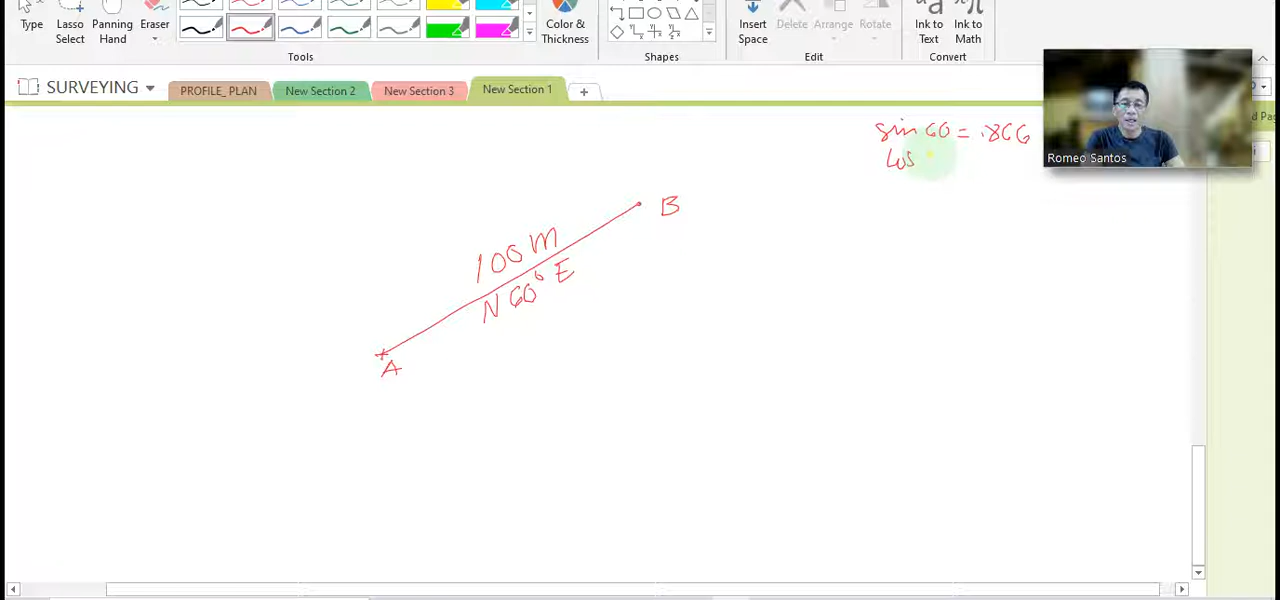 Type
Lasso
Select
Panning
Hand
Eraser
Color &
Thickness
Insert
Space
Delete
Arrange
Rotate
Ink to
Text
Ink to
Math
Tools
Shapes
Edit
Convert
SURVEYING
PROFILE_ PLAN
New Section 2
New Section 3
New Section 1
Romeo Santos
sin 60 = .866
cos
B
100 m
N 60° E
A